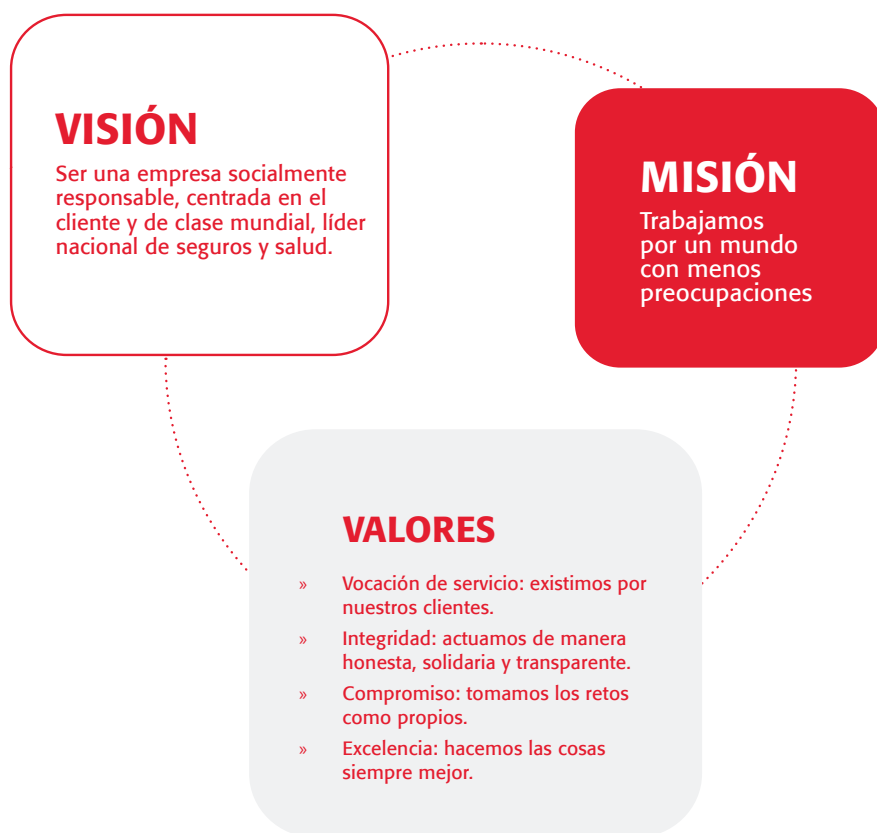 VISIÓN
Ser una empresa socialmente
responsable, centrada en el
cliente y de clase mundial, líder
nacional de seguros y salud.
MISIÓN
Trabajamos
por un mundo
con menos
preocupaciones
VALORES
» Vocación de servicio: existimos por
nuestros clientes.
» Integridad: actuamos de manera
honesta, solidaria y transparente.
» Compromiso: tomamos los retos
como propios.
» Excelencia: hacemos las cosas
siempre mejor.